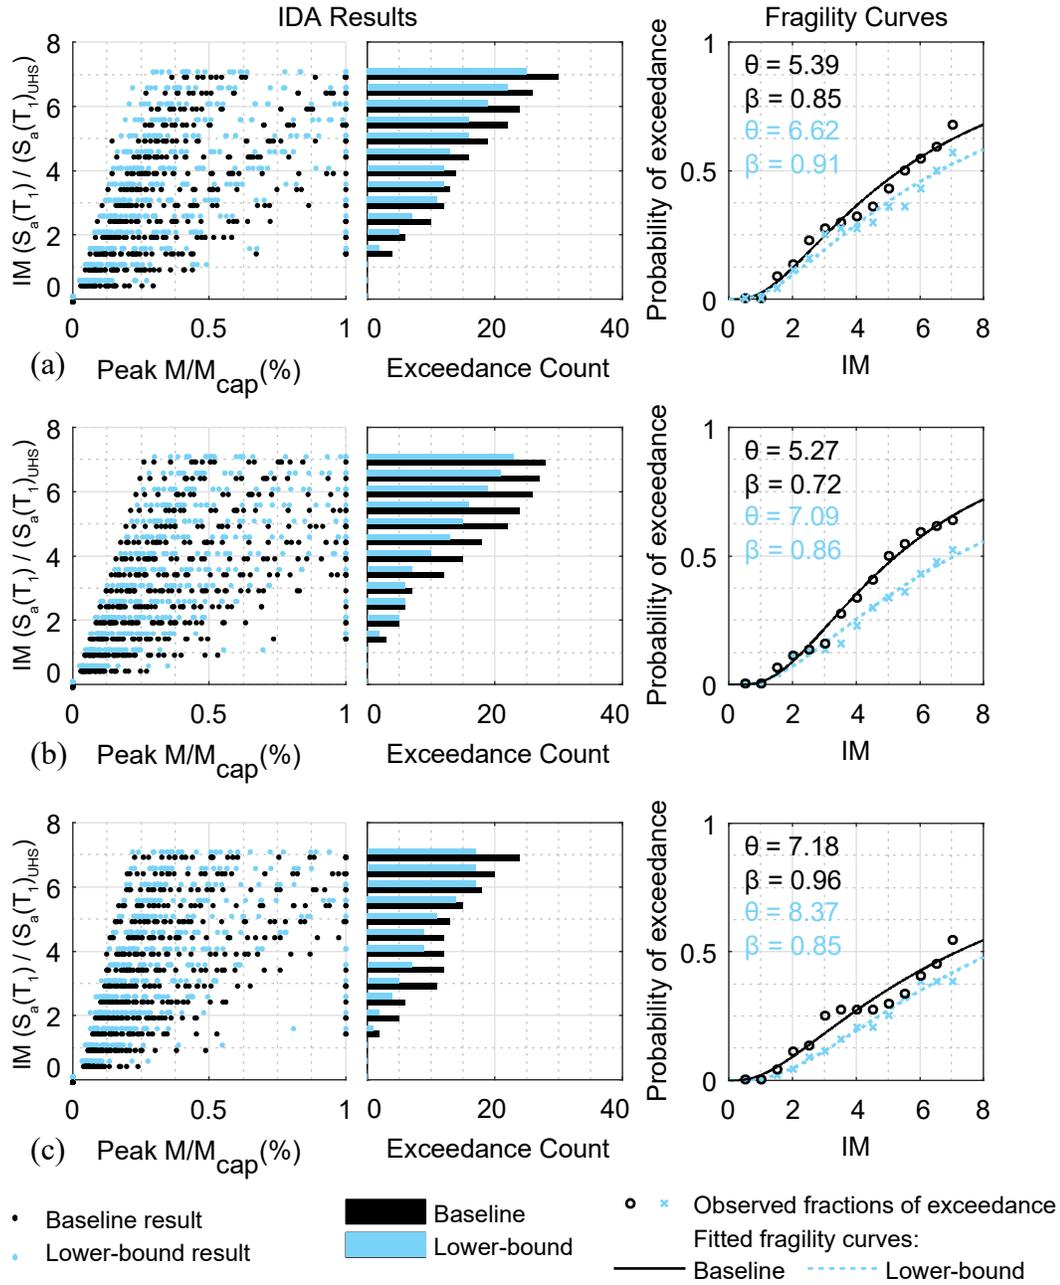 IDA Results
Fragility Curves
8
6
4
2
0
IM (Sa(T1) / (Sa(T1)UHS)
0 0.5 1
Peak M/Mcap(%)
0 20 40
Exceedance Count
Probability of exceedance
1
0.5
0
θ = 5.39
β = 0.85
θ = 6.62
β = 0.91
0 2 4 6 8
IM
(a)
8
6
4
2
0
IM (Sa(T1) / (Sa(T1)UHS)
0 0.5 1
Peak M/Mcap(%)
0 20 40
Exceedance Count
Probability of exceedance
1
0.5
0
θ = 5.27
β = 0.72
θ = 7.09
β = 0.86
0 2 4 6 8
IM
(b)
8
6
4
2
0
IM (Sa(T1) / (Sa(T1)UHS)
0 0.5 1
Peak M/Mcap(%)
0 20 40
Exceedance Count
Probability of exceedance
1
0.5
0
θ = 7.18
β = 0.96
θ = 8.37
β = 0.85
0 2 4 6 8
IM
(c)
Baseline result
Lower-bound result
Baseline
Lower-bound
Observed fractions of exceedance
Fitted fragility curves:
Baseline Lower-bound